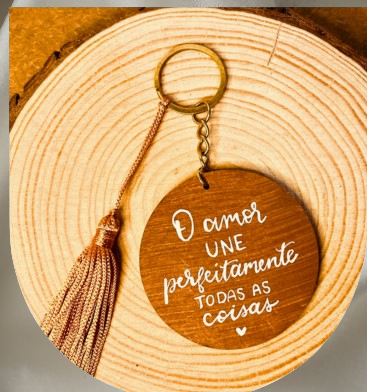 O amor
UNE
perfeitamente
TODAS AS
coisas